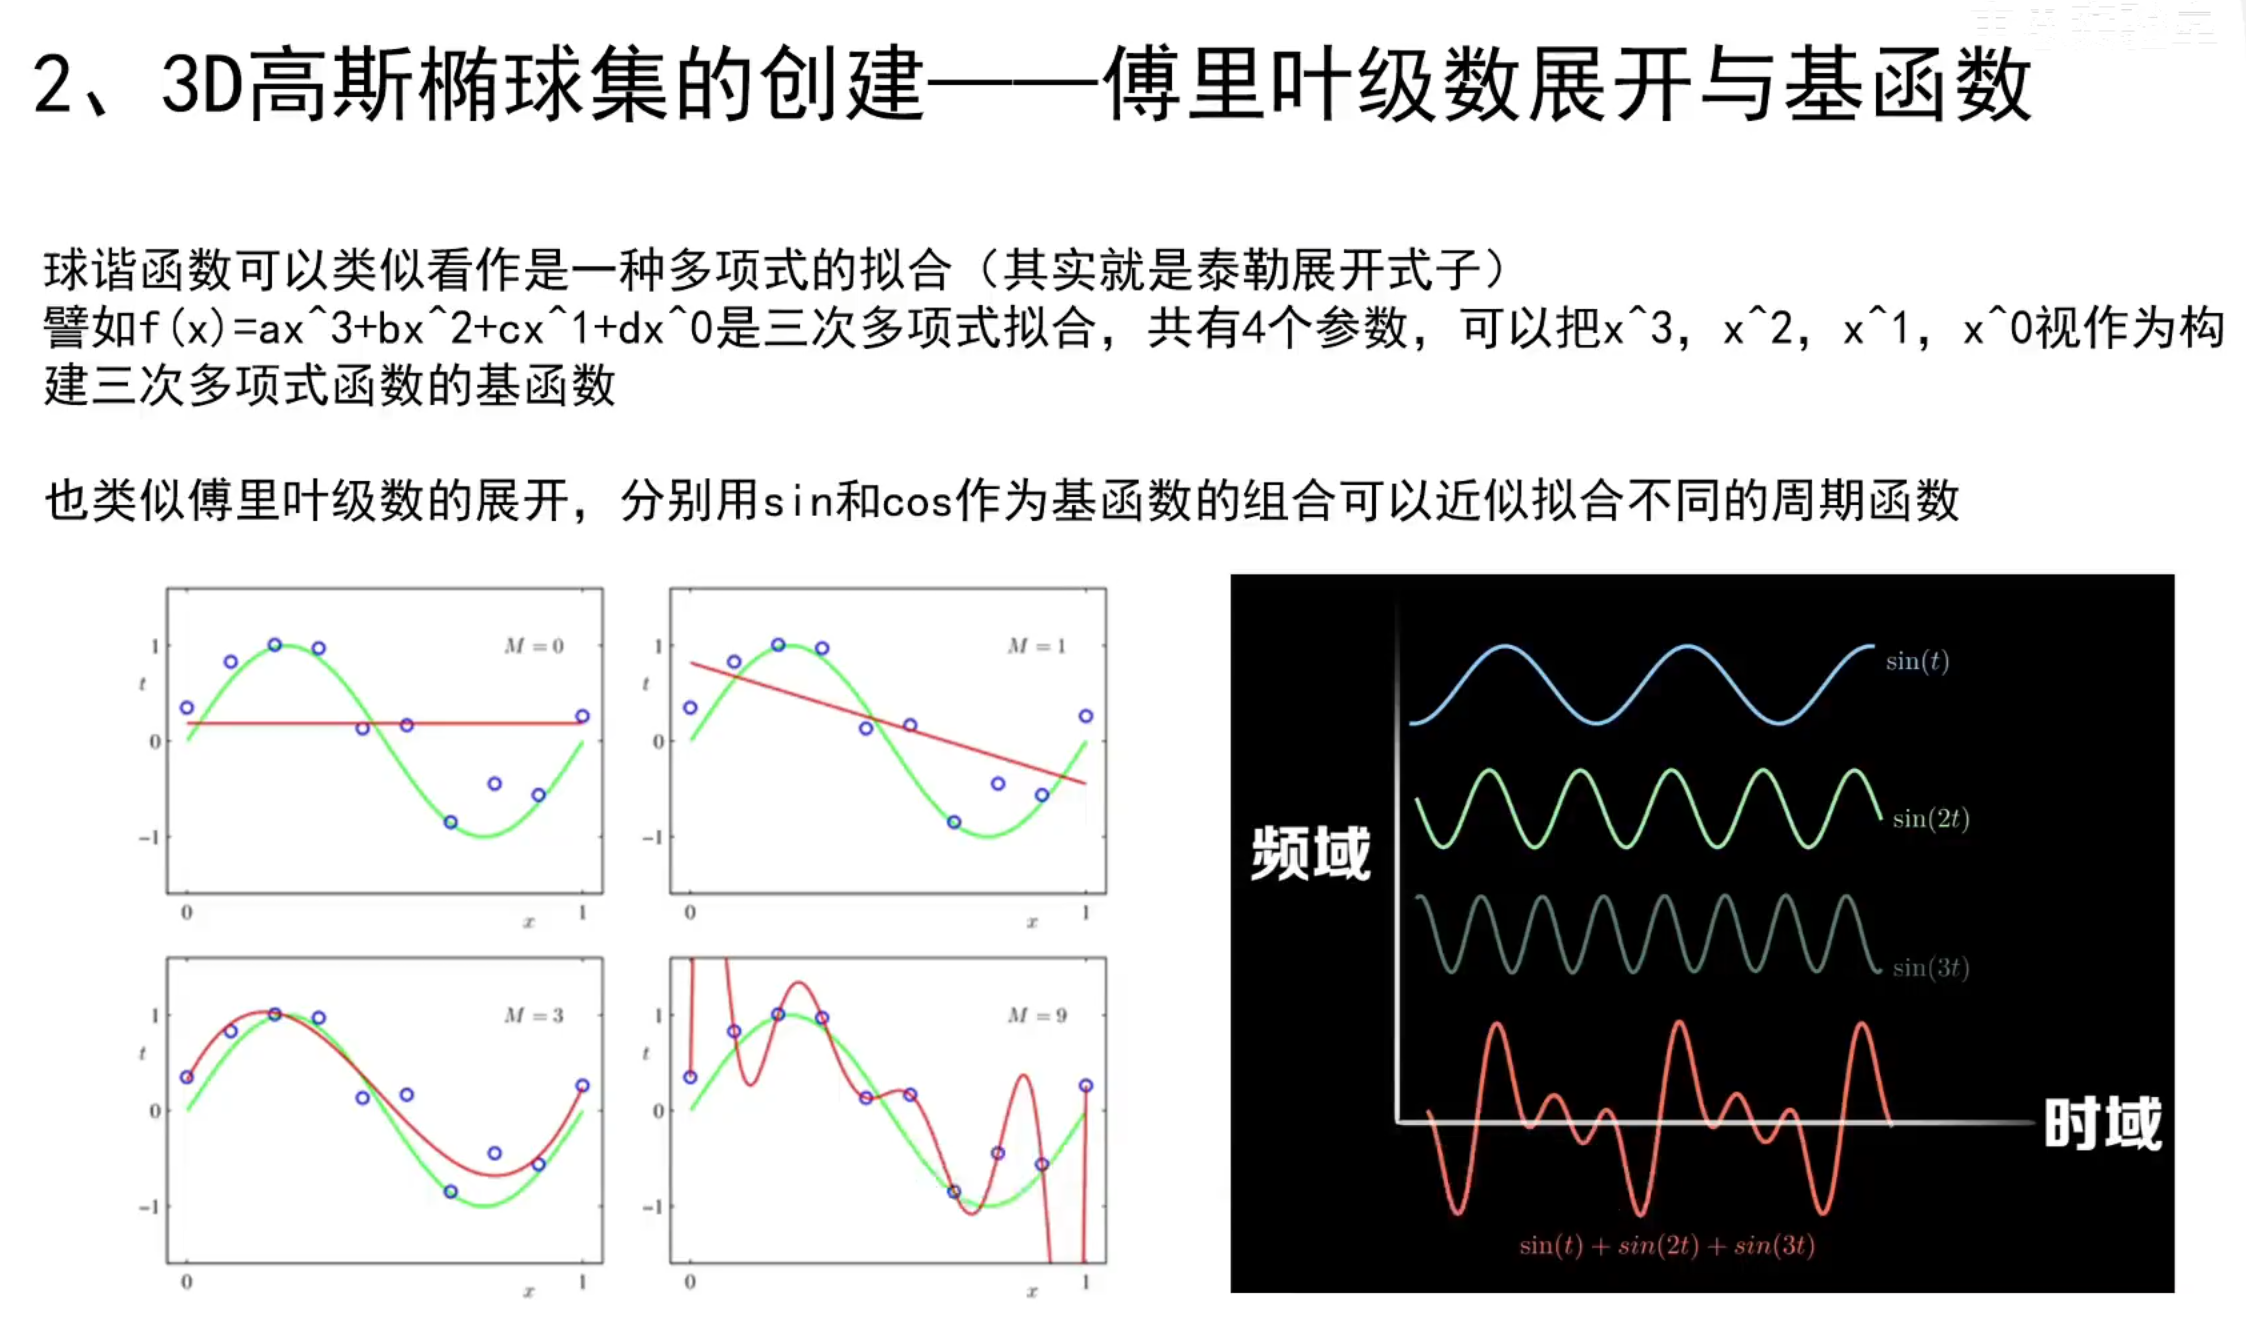 2、3D高斯椭球集的创建——傅里叶级数展开与基函数
球谐函数可以类似看作是一种多项式的拟合（其实就是泰勒展开式子）
譬如f(x)=ax^3+bx^2+cx^1+dx^0是三次多项式拟合，共有4个参数，可以把x^3，x^2，x^1，x^0视作为构
建三次多项式函数的基函数
也类似傅里叶级数的展开，分别用sin和cos作为基函数的组合可以近似拟合不同的周期函数
1
M = 0
t
0
−1
0
x
1
1
M = 1
t
0
−1
0
x
1
1
M = 3
t
0
−1
0
x
1
1
M = 9
t
0
−1
0
x
1
sin(t)
sin(2t)
频域
sin(3t)
时域
sin(t) + sin(2t) + sin(3t)